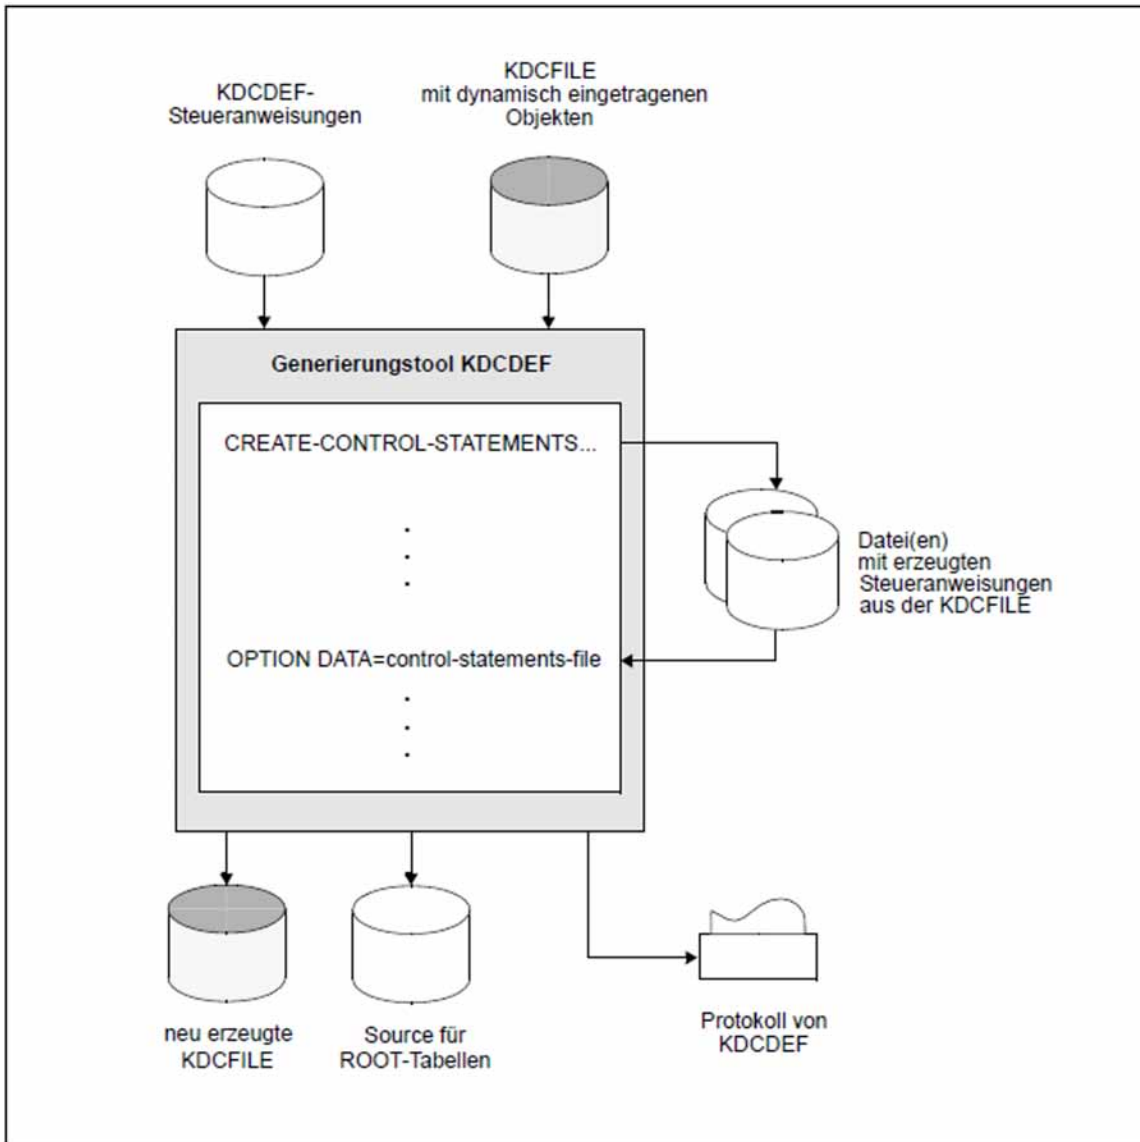 KDCDEF-
Steueranweisungen
KDCFILE
mit dynamisch eingetragenen
Objekten
Generierungstool KDCDEF
CREATE-CONTROL-STATEMENTS...
.
.
.
Datei(en)
mit erzeugten
Steueranweisungen
aus der KDCFILE
OPTION DATA=control-statements-file
.
.
.
neu erzeugte
KDCFILE
Source für
ROOT-Tabellen
Protokoll von
KDCDEF